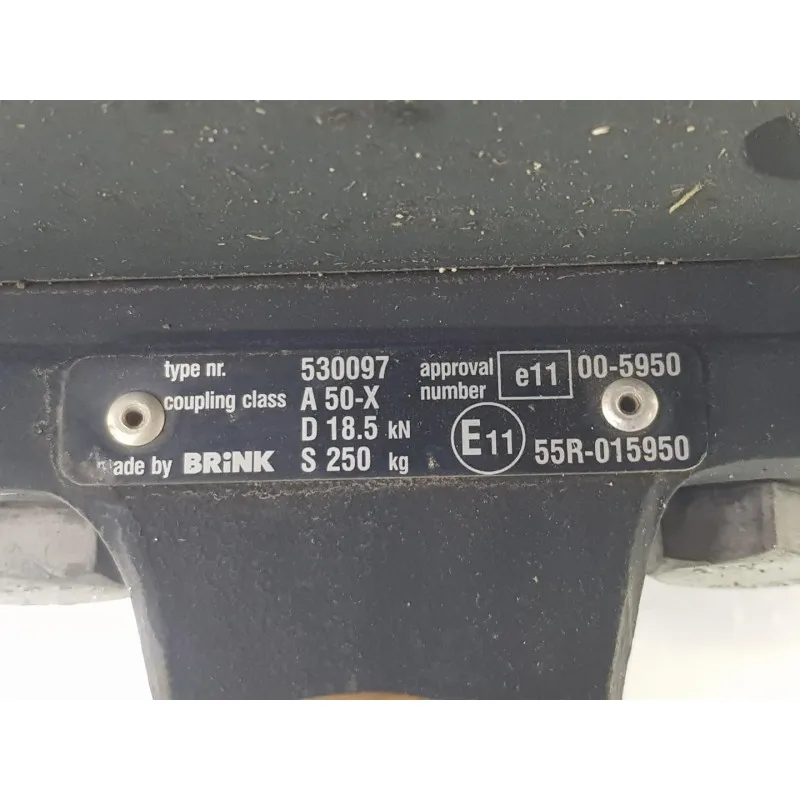 type nr. 530097 approval number e11 00-5950
coupling class A 50-X
D 18.5 kN E11 55R-015950
ade by BRiNK S 250 kg